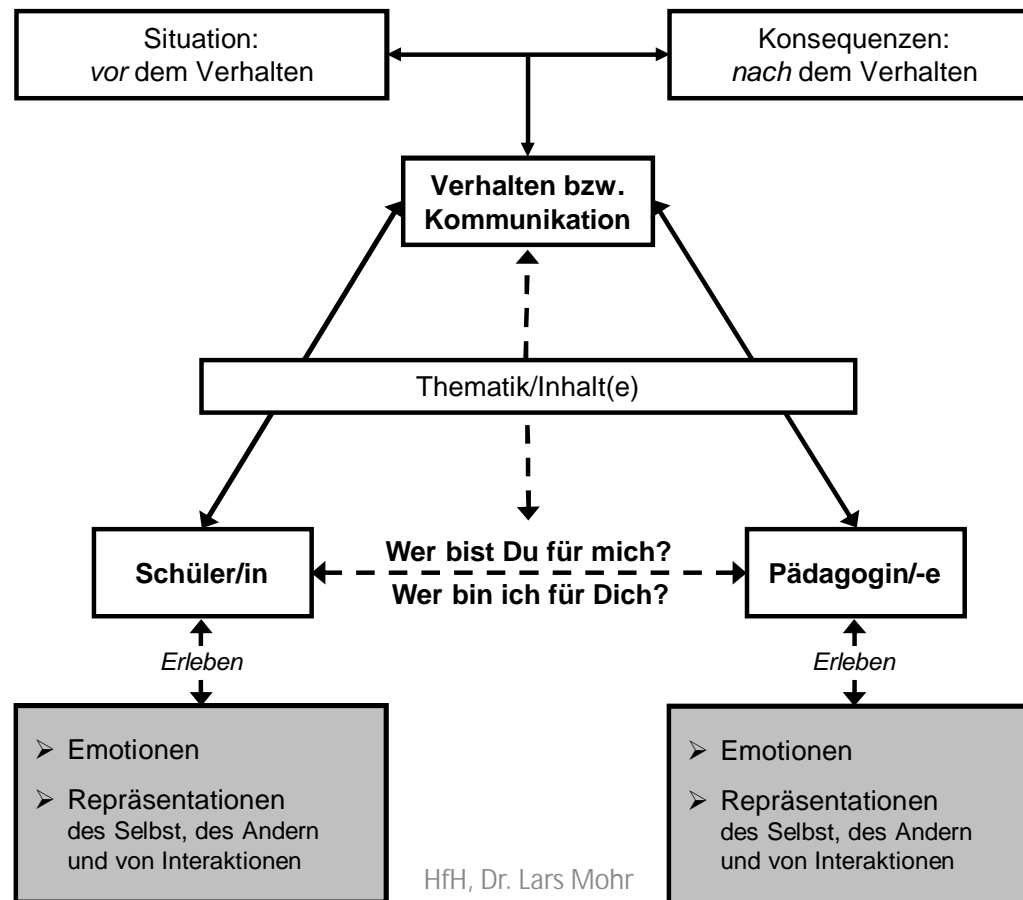 Situation:
vor dem Verhalten
Konsequenzen:
nach dem Verhalten
Verhalten bzw.
Kommunikation
Thematik/Inhalt(e)
Schüler/in
Wer bist Du für mich?
Wer bin ich für Dich?
Pädagogin/-e
Erleben
Erleben
➢ Emotionen
➢ Repräsentationen
des Selbst, des Andern
und von Interaktionen
➢ Emotionen
➢ Repräsentationen
des Selbst, des Andern
und von Interaktionen
HfH, Dr. Lars Mohr